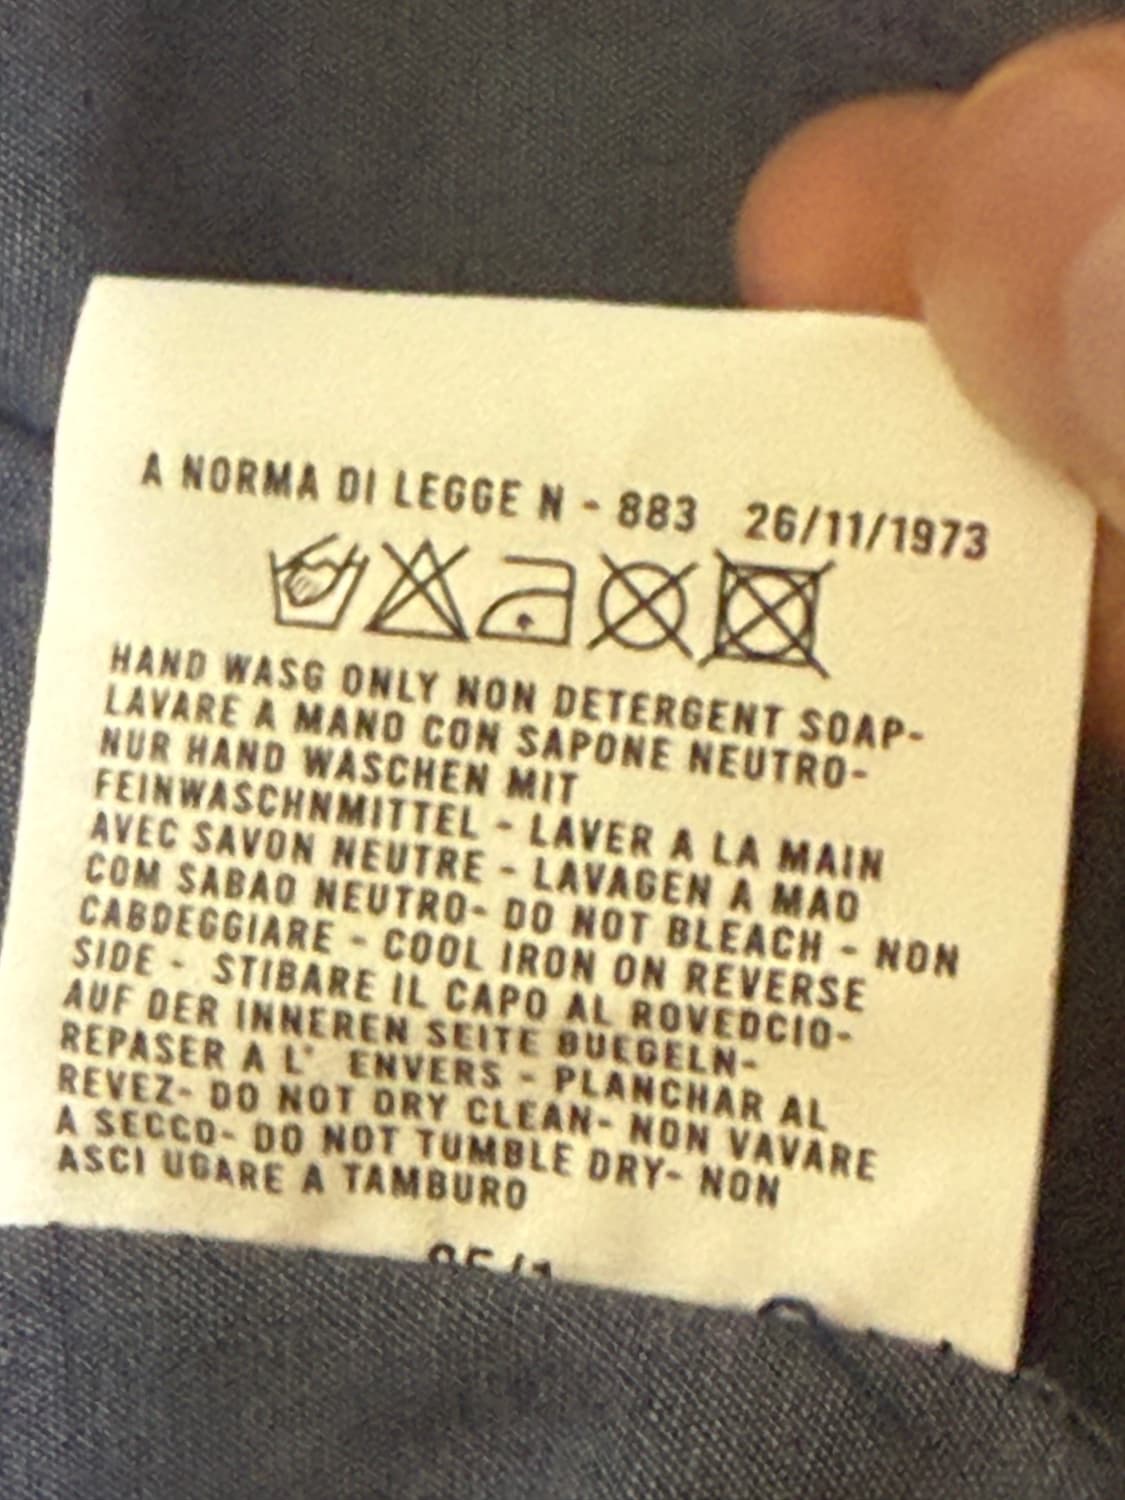 A NORMA DI LEGGE N - 883 26/11/1973
HAND WASG ONLY NON DETERGENT SOAP-
LAVARE A MANO CON SAPONE NEUTRO-
NUR HAND WASCHEN MIT
FEINWASCHNMITTEL - LAVER A LA MAIN
AVEC SAVON NEUTRE - LAVAGEN A MAO
COM SABAO NEUTRO- DO NOT BLEACH - NON
CABDEGGIARE - COOL IRON ON REVERSE
SIDE - STIBARE IL CAPO AL ROVEDCIO-
AUF DER INNEREN SEITE BUEGELN-
REPASER A L' ENVERS - PLANCHAR AL
REVEZ- DO NOT DRY CLEAN- NON VAVARE
A SECCO- DO NOT TUMBLE DRY- NON
ASCI UGARE A TAMBURO